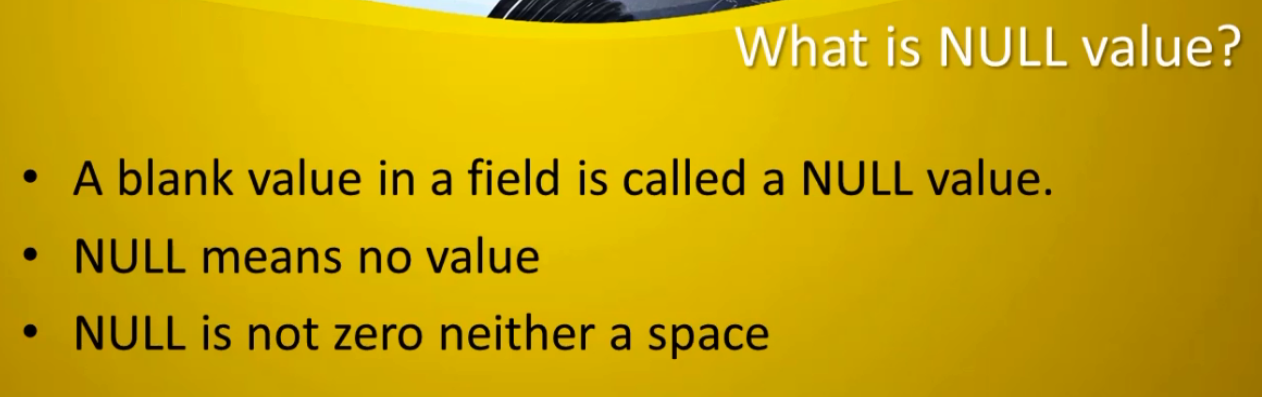 What is NULL value?
• A blank value in a field is called a NULL value.
• NULL means no value
• NULL is not zero neither a space